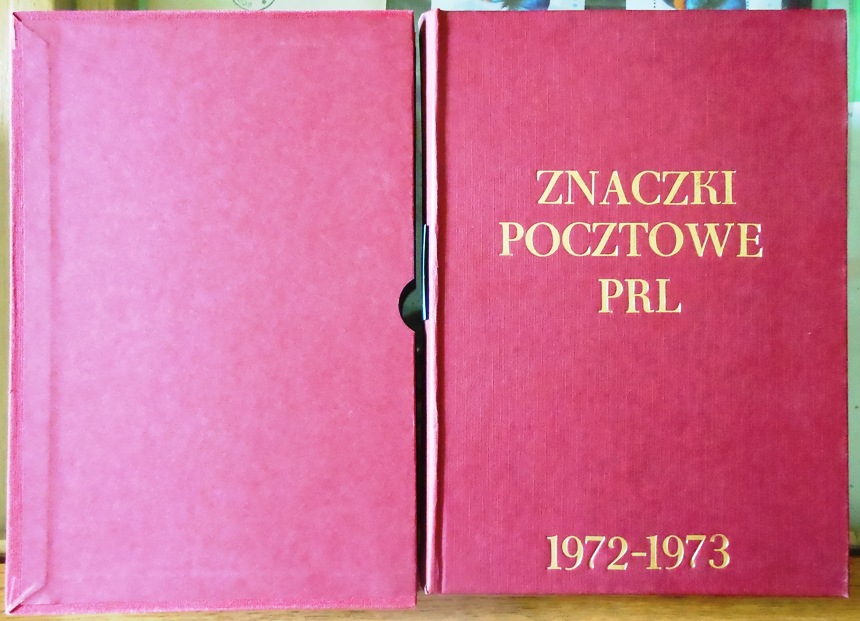 ZNACZKI
POCZTOWE
PRL
1972-1973